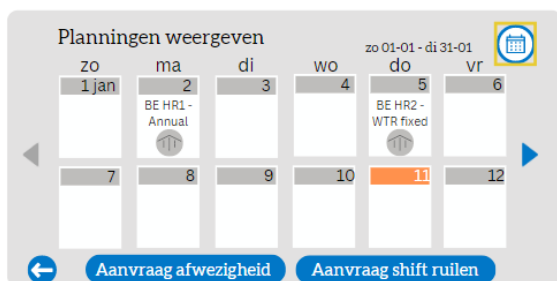 Planningen weergeven
zo 01-01 - di 31-01
zo ma di wo do vr
1 jan 2 3 4 5 6
BE HR1 - BE HR2 -
Annual WTR fixed
7 8 9 10 11 12
Aanvraag afwezigheid Aanvraag shift ruilen